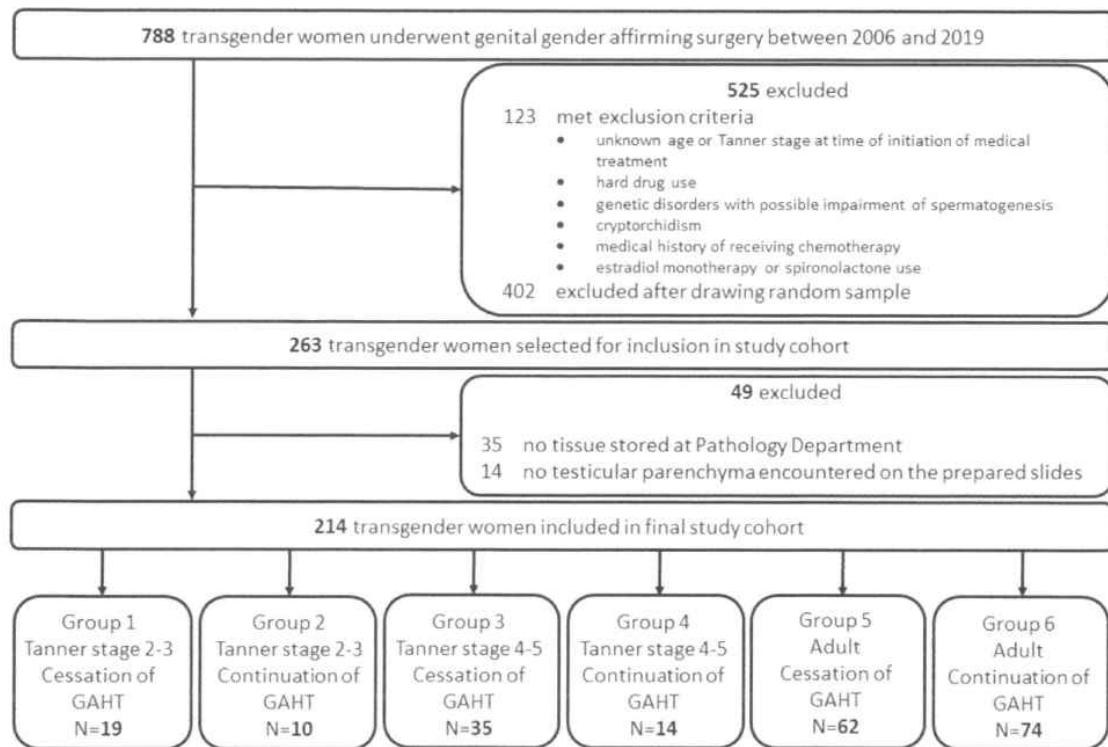 788 transgender women underwent genital gender affirming surgery between 2006 and 2019
525 excluded
123 met exclusion criteria
• unknown age or Tanner stage at time of initiation of medical
treatment
• hard drug use
• genetic disorders with possible impairment of spermatogenesis
• cryptorchidism
• medical history of receiving chemotherapy
• estradiol monotherapy or spironolactone use
402 excluded after drawing random sample
263 transgender women selected for inclusion in study cohort
49 excluded
35 no tissue stored at Pathology Department
14 no testicular parenchyma encountered on the prepared slides
214 transgender women included in final study cohort
Group 1
Tanner stage 2-3
Cessation of
GAHT
N=19
Group 2
Tanner stage 2-3
Continuation of
GAHT
N=10
Group 3
Tanner stage 4-5
Cessation of
GAHT
N=35
Group 4
Tanner stage 4-5
Continuation of
GAHT
N=14
Group 5
Adult
Cessation of
GAHT
N=62
Group 6
Adult
Continuation of
GAHT
N=74